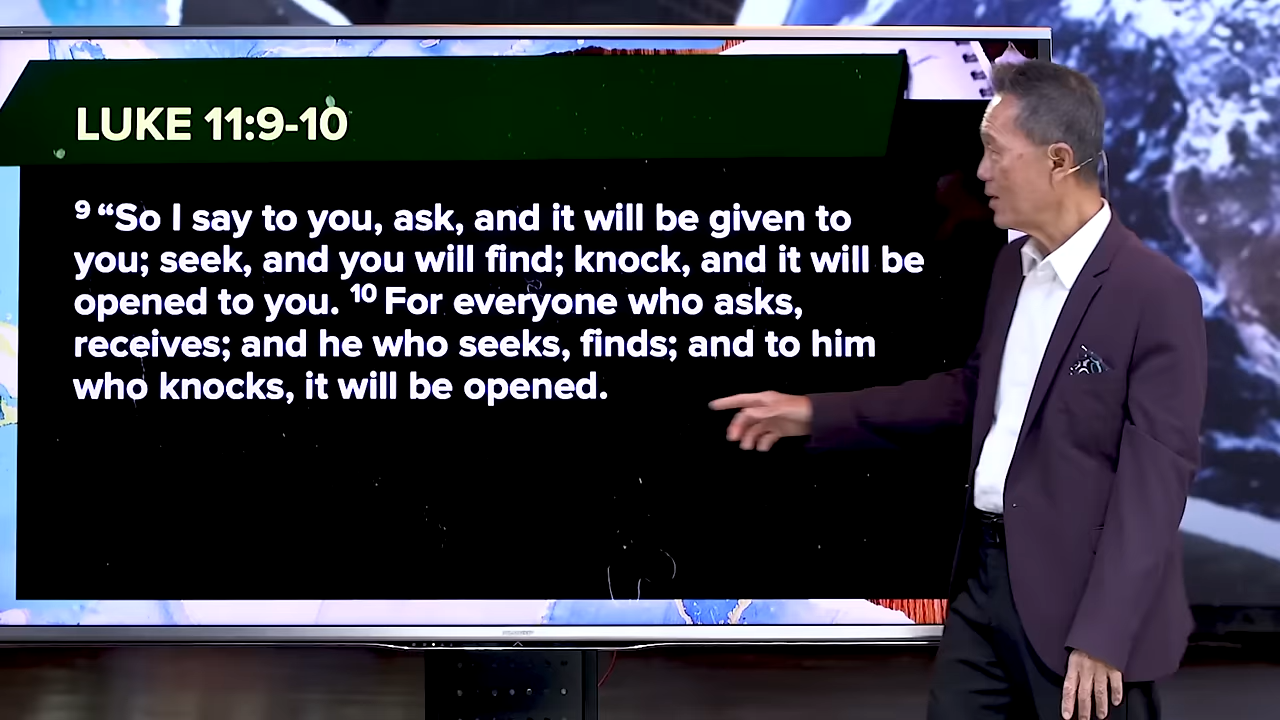 LUKE 11:9-10
9 “So I say to you, ask, and it will be given to
you; seek, and you will find; knock, and it will be
opened to you. 10 For everyone who asks,
receives; and he who seeks, finds; and to him
who knocks, it will be opened.